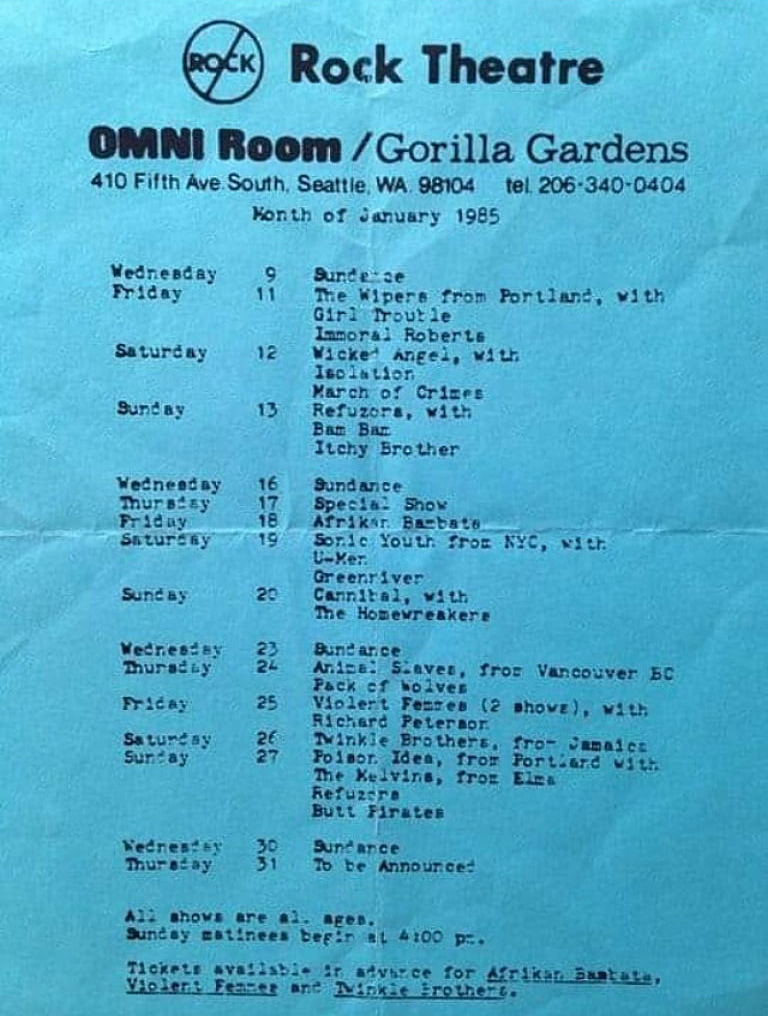 ROCK Rock Theatre
OMNI Room / Gorilla Gardens
410 Fifth Ave. South, Seattle, WA. 98104 tel. 206-340-0404
Month of January 1985
Wednesday 9 Sundance
Friday 11 The Wipers from Portland, with
Girl Trouble
Immoral Roberts
Saturday 12 Wicked Angel, with
Isolation
March of Crimes
Sunday 13 Refuzors, with
Bam Bam
Itchy Brother
Wednesday 16 Sundance
Thursday 17 Special Show
Friday 18 Afrikan Bambata
Saturday 19 Sonic Youth from NYC, with
U-Men
Greenriver
Sunday 20 Cannibal, with
The Homewreakers
Wednesday 23 Sundance
Thursday 24 Animal Slaves, from Vancouver BC
Pack of Wolves
Friday 25 Violent Femmes (2 shows), with
Richard Peterson
Saturday 26 Twinkle Brothers, from Jamaica
Sunday 27 Poison Idea, from Portland with
The Melvins, from Elma
Refuzors
Butt Pirates
Wednesday 30 Sundance
Thursday 31 To be Announced
All shows are all ages.
Sunday matinees begin at 4:00 pm.
Tickets available in advance for Afrikan Bambata,
Violent Femmes and Twinkle Brothers.